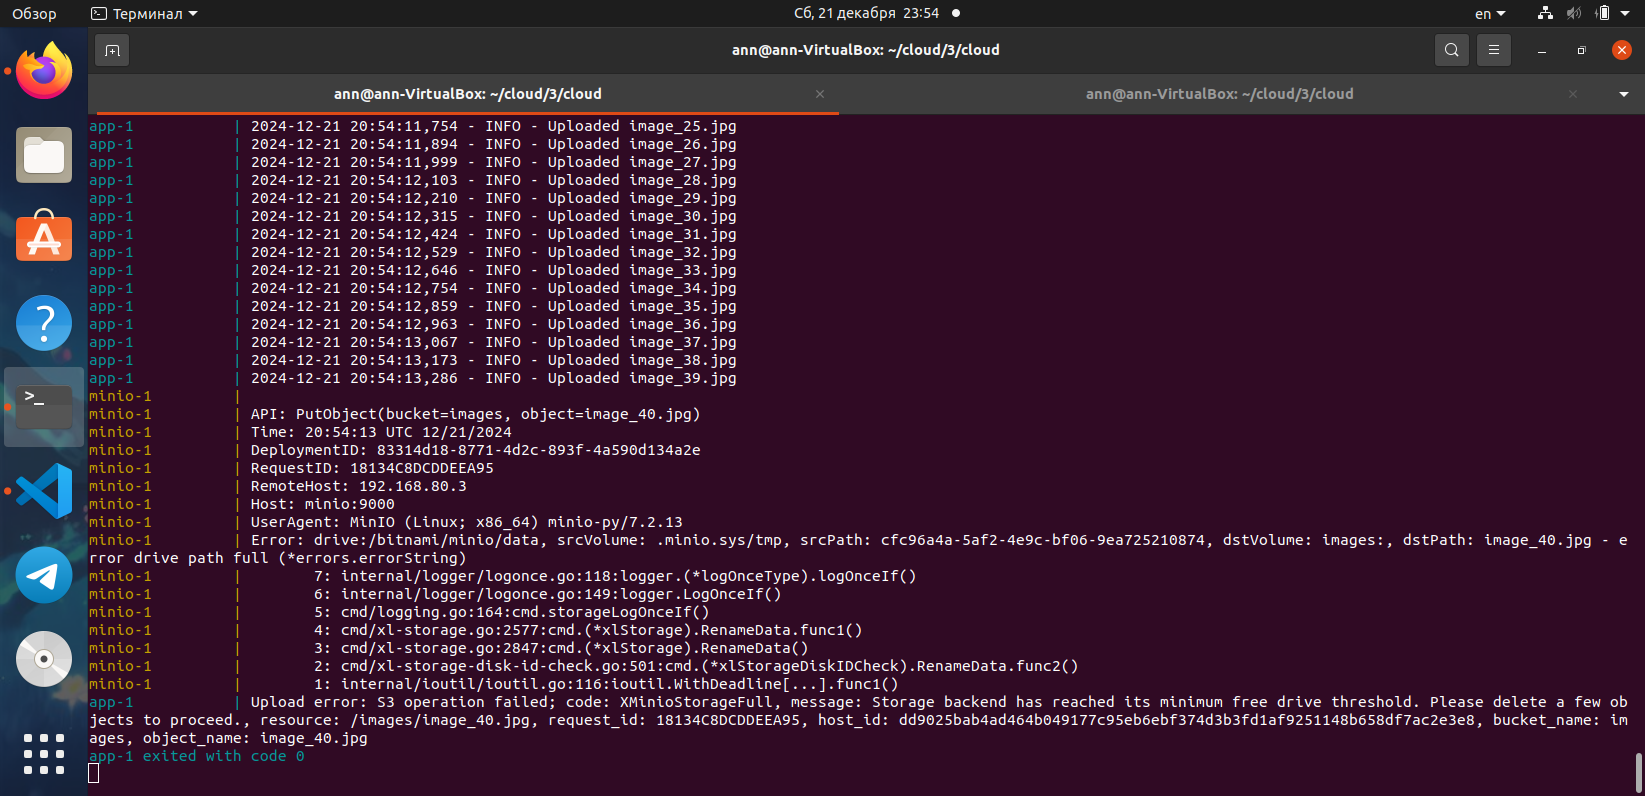 Обзор Терминал Сб, 21 декабря 23:54 en
ann@ann-VirtualBox: ~/cloud/3/cloud
ann@ann-VirtualBox: ~/cloud/3/cloud ann@ann-VirtualBox: ~/cloud/3/cloud
app-1 | 2024-12-21 20:54:11,754 - INFO - Uploaded image_25.jpg
app-1 | 2024-12-21 20:54:11,894 - INFO - Uploaded image_26.jpg
app-1 | 2024-12-21 20:54:11,999 - INFO - Uploaded image_27.jpg
app-1 | 2024-12-21 20:54:12,103 - INFO - Uploaded image_28.jpg
app-1 | 2024-12-21 20:54:12,210 - INFO - Uploaded image_29.jpg
app-1 | 2024-12-21 20:54:12,315 - INFO - Uploaded image_30.jpg
app-1 | 2024-12-21 20:54:12,424 - INFO - Uploaded image_31.jpg
app-1 | 2024-12-21 20:54:12,529 - INFO - Uploaded image_32.jpg
app-1 | 2024-12-21 20:54:12,646 - INFO - Uploaded image_33.jpg
app-1 | 2024-12-21 20:54:12,754 - INFO - Uploaded image_34.jpg
app-1 | 2024-12-21 20:54:12,859 - INFO - Uploaded image_35.jpg
app-1 | 2024-12-21 20:54:12,963 - INFO - Uploaded image_36.jpg
app-1 | 2024-12-21 20:54:13,067 - INFO - Uploaded image_37.jpg
app-1 | 2024-12-21 20:54:13,173 - INFO - Uploaded image_38.jpg
app-1 | 2024-12-21 20:54:13,286 - INFO - Uploaded image_39.jpg
minio-1 |
minio-1 | API: PutObject(bucket=images, object=image_40.jpg)
minio-1 | Time: 20:54:13 UTC 12/21/2024
minio-1 | DeploymentID: 83314d18-8771-4d2c-893f-4a590d134a2e
minio-1 | RequestID: 18134C8DCDDEEA95
minio-1 | RemoteHost: 192.168.80.3
minio-1 | Host: minio:9000
minio-1 | UserAgent: MinIO (Linux; x86_64) minio-py/7.2.13
minio-1 | Error: drive:/bitnami/minio/data, srcVolume: .minio.sys/tmp, srcPath: cfc96a4a-5af2-4e9c-bf06-9ea725210874, dstVolume: images:, dstPath: image_40.jpg - e
rror drive path full (*errors.errorString)
minio-1 | 7: internal/logger/logonce.go:118:logger.(*logOnceType).logOnceIf()
minio-1 | 6: internal/logger/logonce.go:149:logger.LogOnceIf()
minio-1 | 5: cmd/logging.go:164:cmd.storageLogOnceIf()
minio-1 | 4: cmd/xl-storage.go:2577:cmd.(*xlStorage).RenameData.func1()
minio-1 | 3: cmd/xl-storage.go:2847:cmd.(*xlStorage).RenameData()
minio-1 | 2: cmd/xl-storage-disk-id-check.go:501:cmd.(*xlStorageDiskIDCheck).RenameData.func2()
minio-1 | 1: internal/ioutil/ioutil.go:116:ioutil.WithDeadline[...].func1()
app-1 | Upload error: S3 operation failed; code: XMinioStorageFull, message: Storage backend has reached its minimum free drive threshold. Please delete a few ob
jects to proceed., resource: /images/image_40.jpg, request_id: 18134C8DCDDEEA95, host_id: dd9025bab4ad464b049177c95eb6ebf374d3b3fd1af9251148b658df7ac2e3e8, bucket_name: im
ages, object_name: image_40.jpg
app-1 exited with code 0